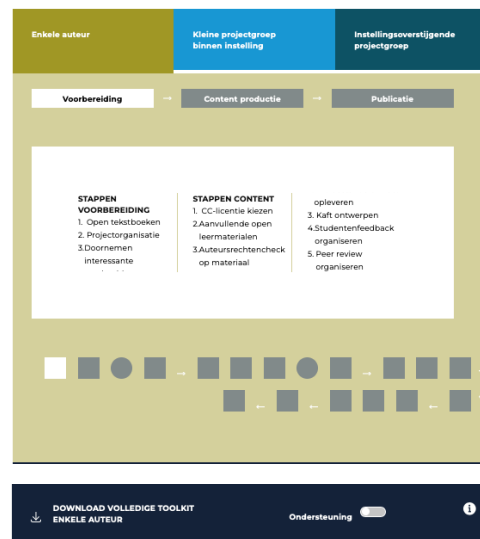 Enkele auteur
Kleine projectgroep
binnen instelling
Instellingsoverstijgende
projectgroep
Voorbereiding → Content productie → Publicatie
STAPPEN
VOORBEREIDING
1. Open tekstboeken
2. Projectorganisatie
3.Doornemen
interessante
STAPPEN CONTENT
1. CC-licentie kiezen
2.Aanvullende open
leermaterialen
3.Auteursrechtencheck
op materiaal
opleveren
3. Kaft ontwerpen
4.Studentenfeedback
organiseren
5. Peer review
organiseren
DOWNLOAD VOLLEDIGE TOOLKIT
ENKELE AUTEUR
Ondersteuning